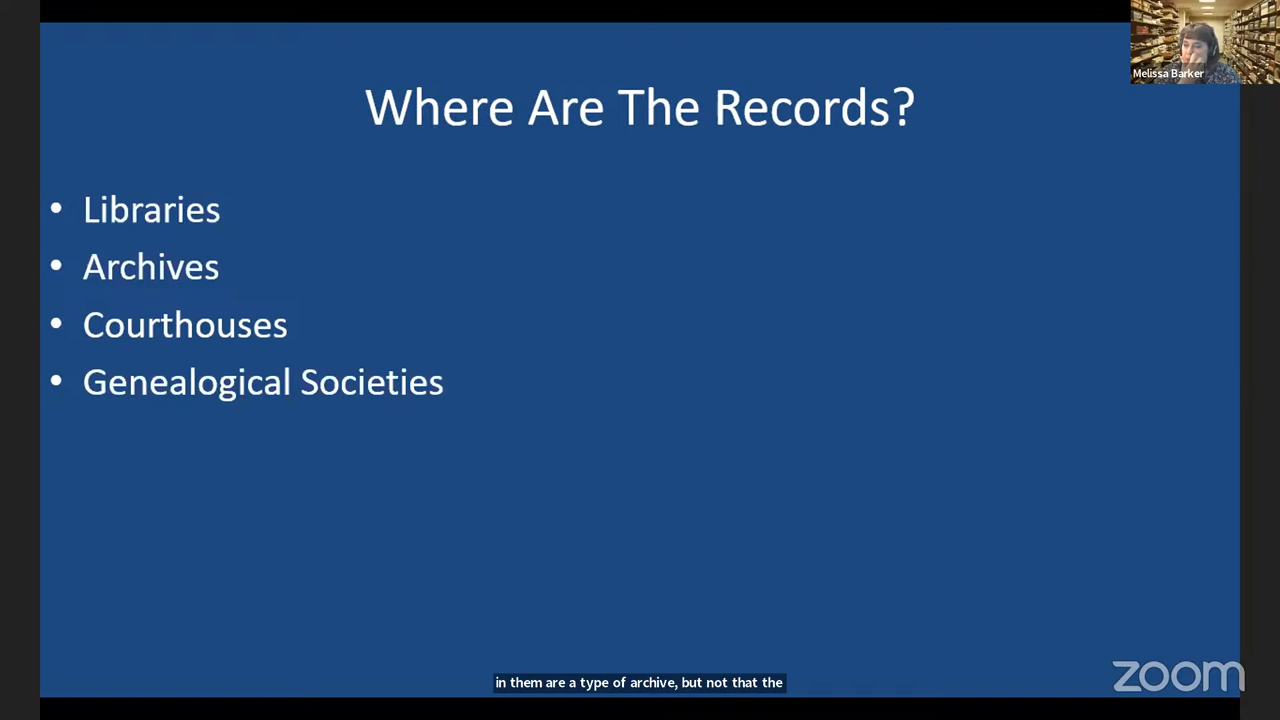 Melissa Barker
Where Are The Records?
• Libraries
• Archives
• Courthouses
• Genealogical Societies
in them are a type of archive, but not that the
zoom